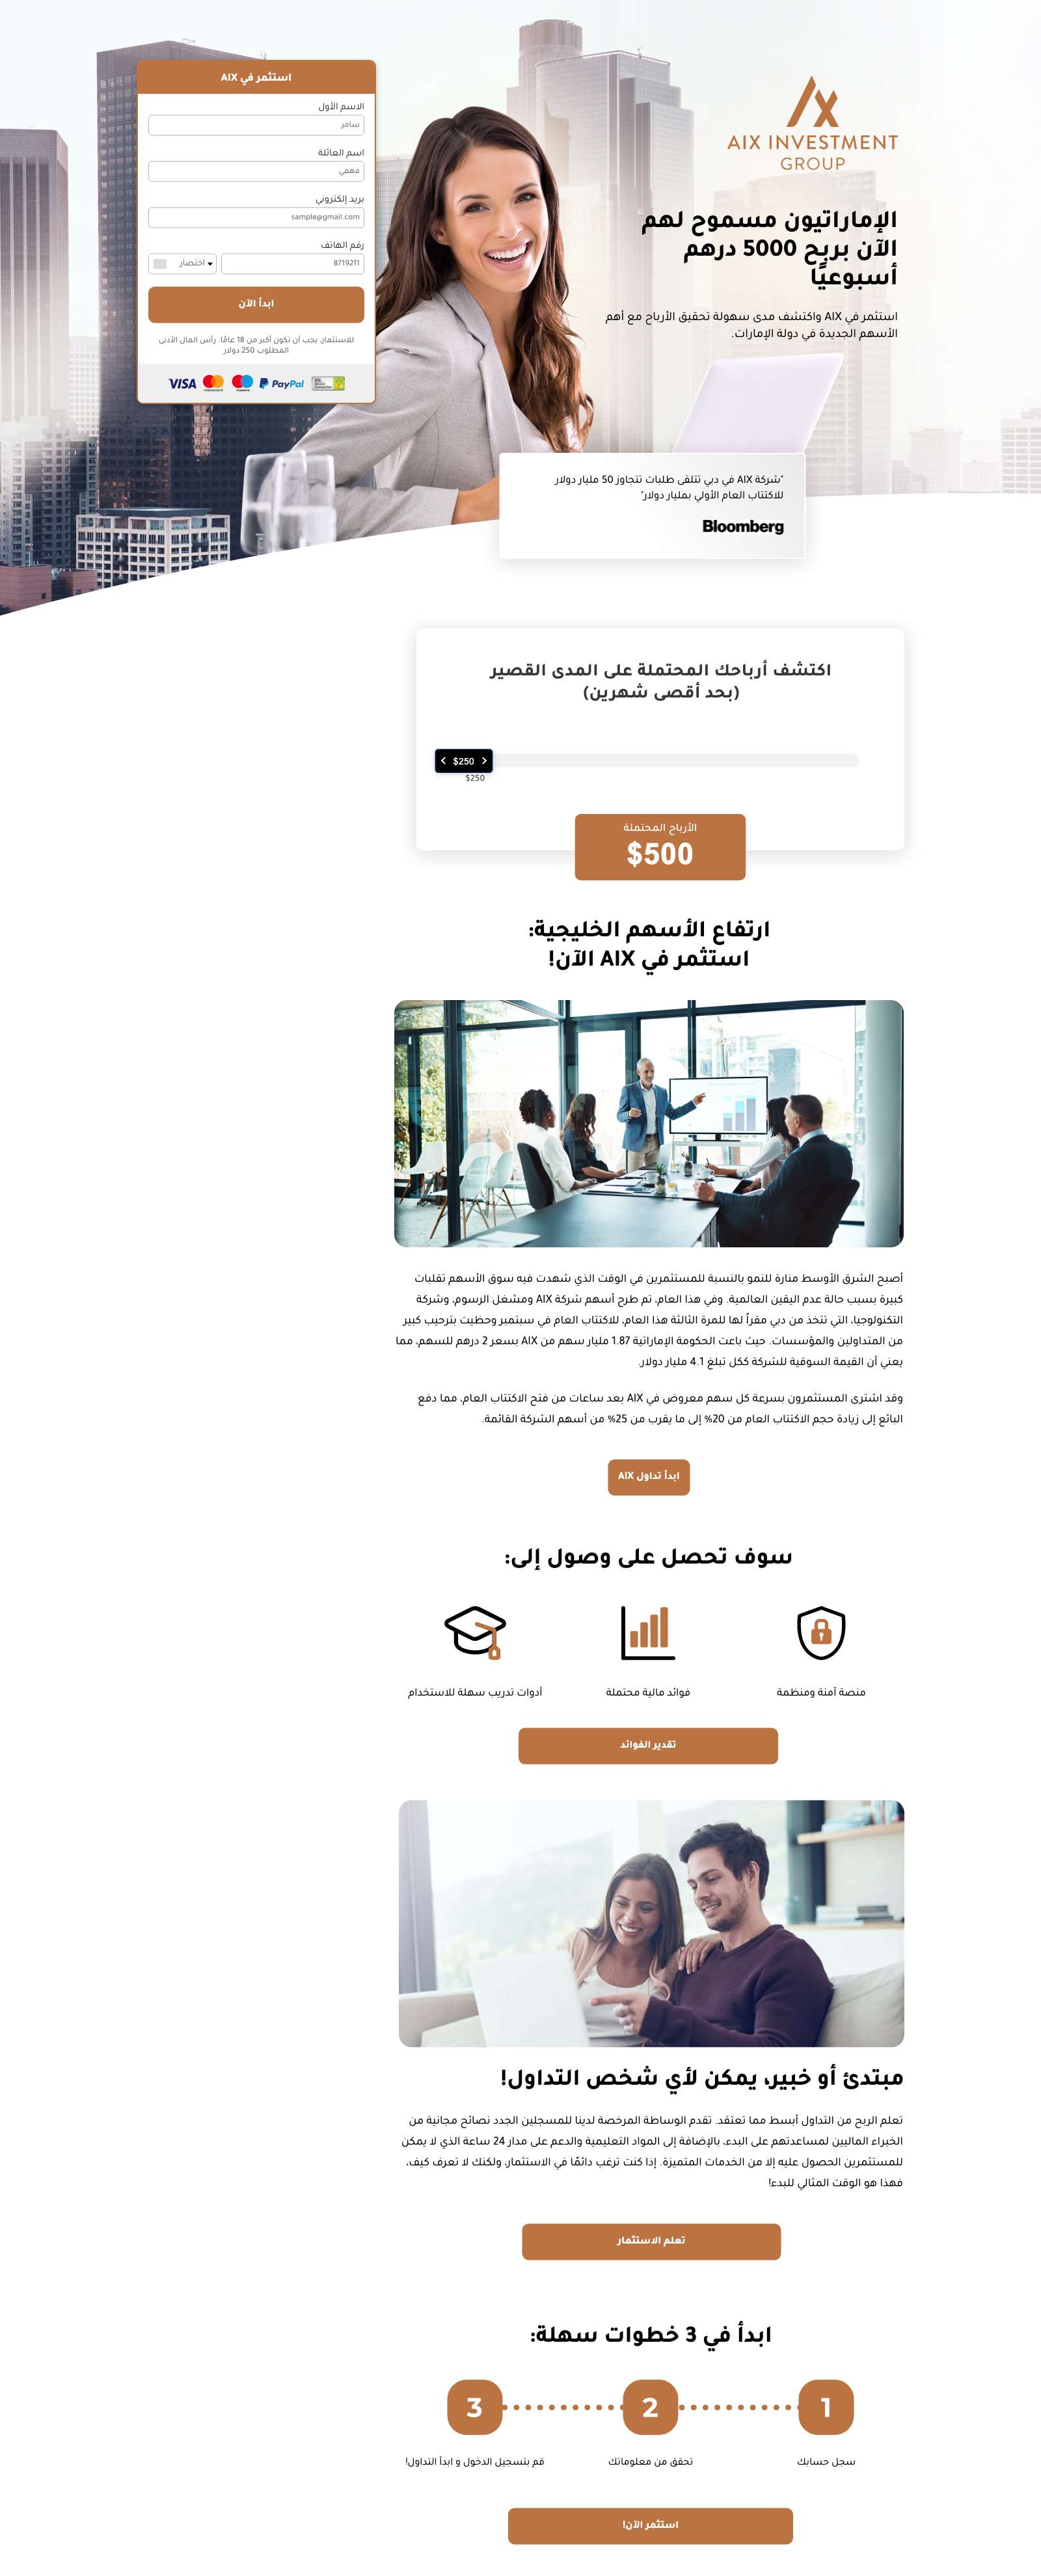 AIX INVESTMENT
GROUP
الإماراتيون مسموح لهم
الآن بربح 5000 درهم
أسبوعيًا
استثمر في AIX واكتشف مدى سهولة تحقيق الأرباح مع أهم
الأسهم الجديدة في دولة الإمارات.
استثمر في AIX
الاسم الأول
سامر
اسم العائلة
فهمي
بريد إلكتروني
sample@gmail.com
رقم الهاتف
8719211
اختصار
ابدأ الآن
للاستثمار، يجب أن تكون أكبر من 18 عامًا. رأس المال الأدنى
المطلوب 250 دولار
VISA mastercard maestro PayPal
"شركة AIX في دبي تتلقى طلبات تتجاوز 50 مليار دولار
للاكتتاب العام الأولي بمليار دولار"
Bloomberg
اكتشف أرباحك المحتملة على المدى القصير
(بحد أقصى شهرين)
$250
$250
الأرباح المحتملة
$500
ارتفاع الأسهم الخليجية:
استثمر في AIX الآن!
أصبح الشرق الأوسط منارة للنمو بالنسبة للمستثمرين في الوقت الذي شهدت فيه سوق الأسهم تقلبات
كبيرة بسبب حالة عدم اليقين العالمية. وفي هذا العام، تم طرح أسهم شركة AIX ومشغل الرسوم، وشركة
التكنولوجيا، التي تتخذ من دبي مقراً لها للمرة الثالثة هذا العام، للاكتتاب العام في سبتمبر وحظيت بترحيب كبير
من المتداولين والمؤسسات. حيث باعت الحكومة الإماراتية 1.87 مليار سهم من AIX بسعر 2 درهم للسهم، مما
يعني أن القيمة السوقية للشركة ككل تبلغ 4.1 مليار دولار.
وقد اشترى المستثمرون بسرعة كل سهم معروض في AIX بعد ساعات من فتح الاكتتاب العام، مما دفع
البائع إلى زيادة حجم الاكتتاب العام من 20% إلى ما يقرب من 25% من أسهم الشركة القائمة.
ابدأ تداول AIX
سوف تحصل على وصول إلى:
منصة آمنة ومنظمة
فوائد مالية محتملة
أدوات تدريب سهلة للاستخدام
تقدير الفوائد
مبتدئ أو خبير، يمكن لأي شخص التداول!
تعلم الربح من التداول أبسط مما تعتقد. تقدم الوساطة المرخصة لدينا للمسجلين الجدد نصائح مجانية من
الخبراء الماليين لمساعدتهم على البدء، بالإضافة إلى المواد التعليمية والدعم على مدار 24 ساعة الذي لا يمكن
للمستثمرين الحصول عليه إلا من الخدمات المتميزة. إذا كنت ترغب دائمًا في الاستثمار، ولكنك لا تعرف كيف،
فهذا هو الوقت المثالي للبدء!
تعلم الاستثمار
ابدأ في 3 خطوات سهلة:
1
2
3
سجل حسابك
تحقق من معلوماتك
قم بتسجيل الدخول و ابدأ التداول!
استثمر الآن!